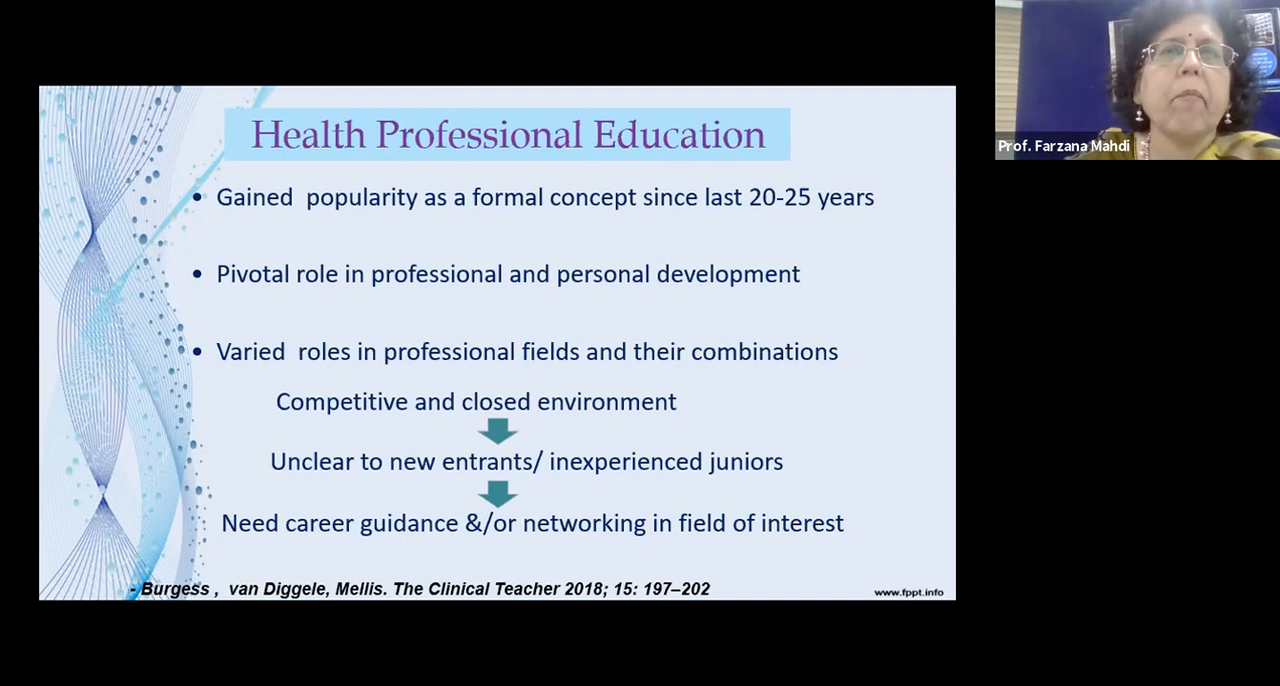 Health Professional Education
• Gained popularity as a formal concept since last 20-25 years
• Pivotal role in professional and personal development
• Varied roles in professional fields and their combinations
Competitive and closed environment
Unclear to new entrants/ inexperienced juniors
Need career guidance &/or networking in field of interest
- Burgess , van Diggele, Mellis. The Clinical Teacher 2018; 15: 197–202
www.fppt.info
Prof. Farzana Mahdi